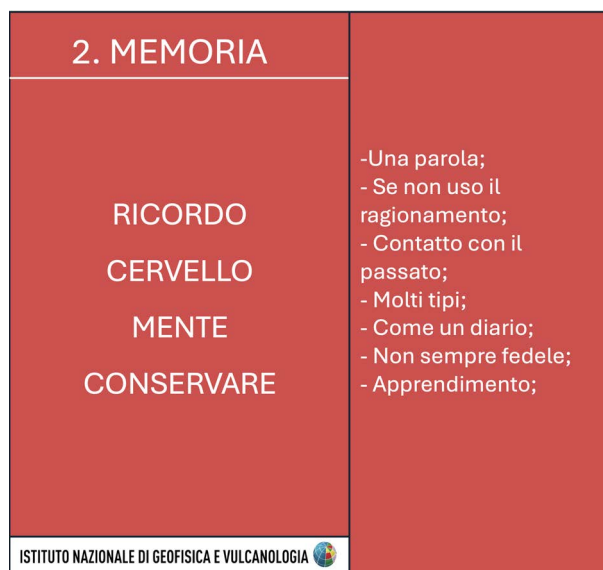 2. MEMORIA
RICORDO
CERVELLO
MENTE
CONSERVARE
ISTITUTO NAZIONALE DI GEOFISICA E VULCANOLOGIA
-Una parola;
- Se non uso il
ragionamento;
- Contatto con il
passato;
- Molti tipi;
- Come un diario;
- Non sempre fedele;
- Apprendimento;